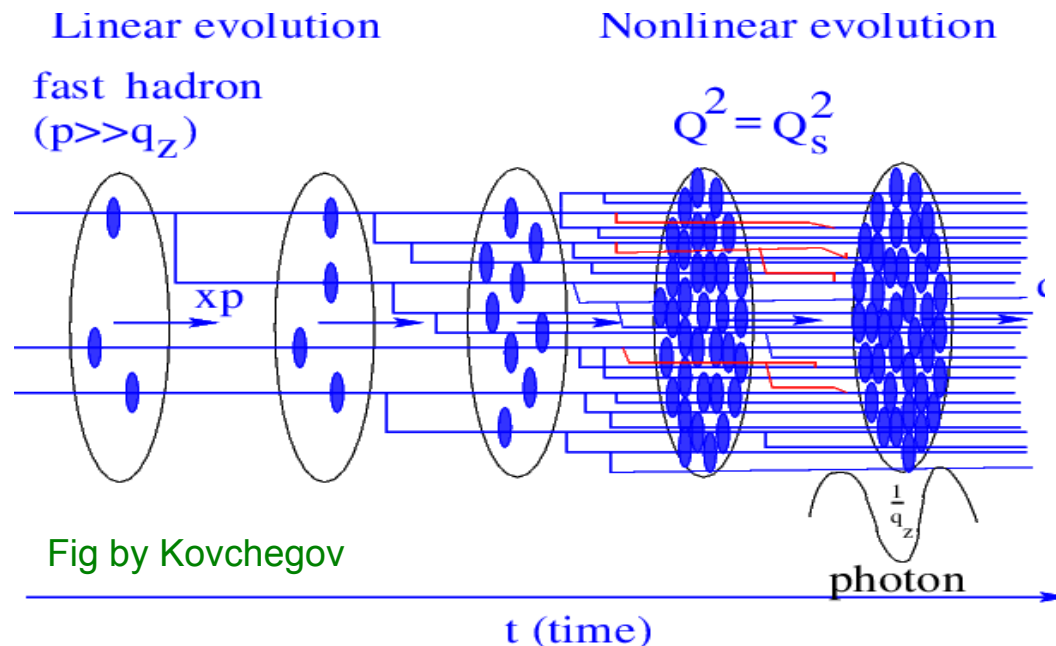 Linear evolution
Nonlinear evolution
fast hadron
(p>>q_z)
Q^2 = Q_s^2
xp
1
q_z
Fig by Kovchegov
photon
t (time)